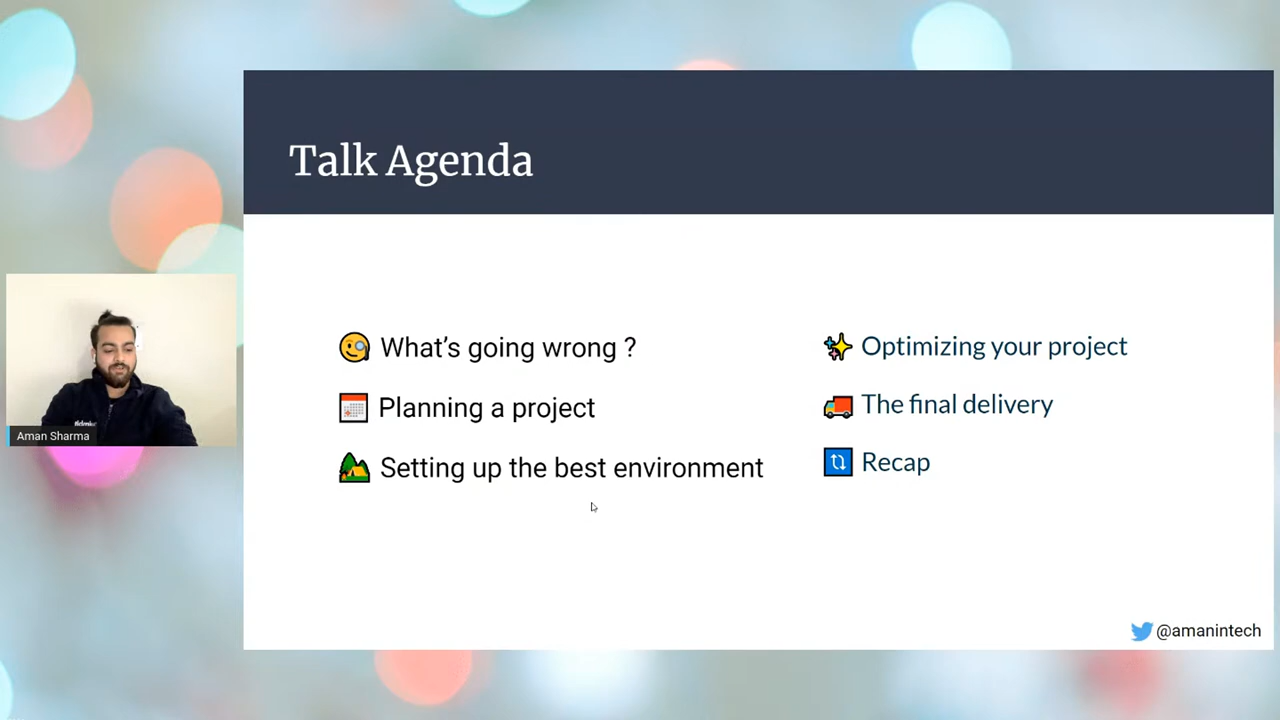 Talk Agenda
What's going wrong ?
Planning a project
Setting up the best environment
Optimizing your project
The final delivery
Recap
Aman Sharma
@amanintech